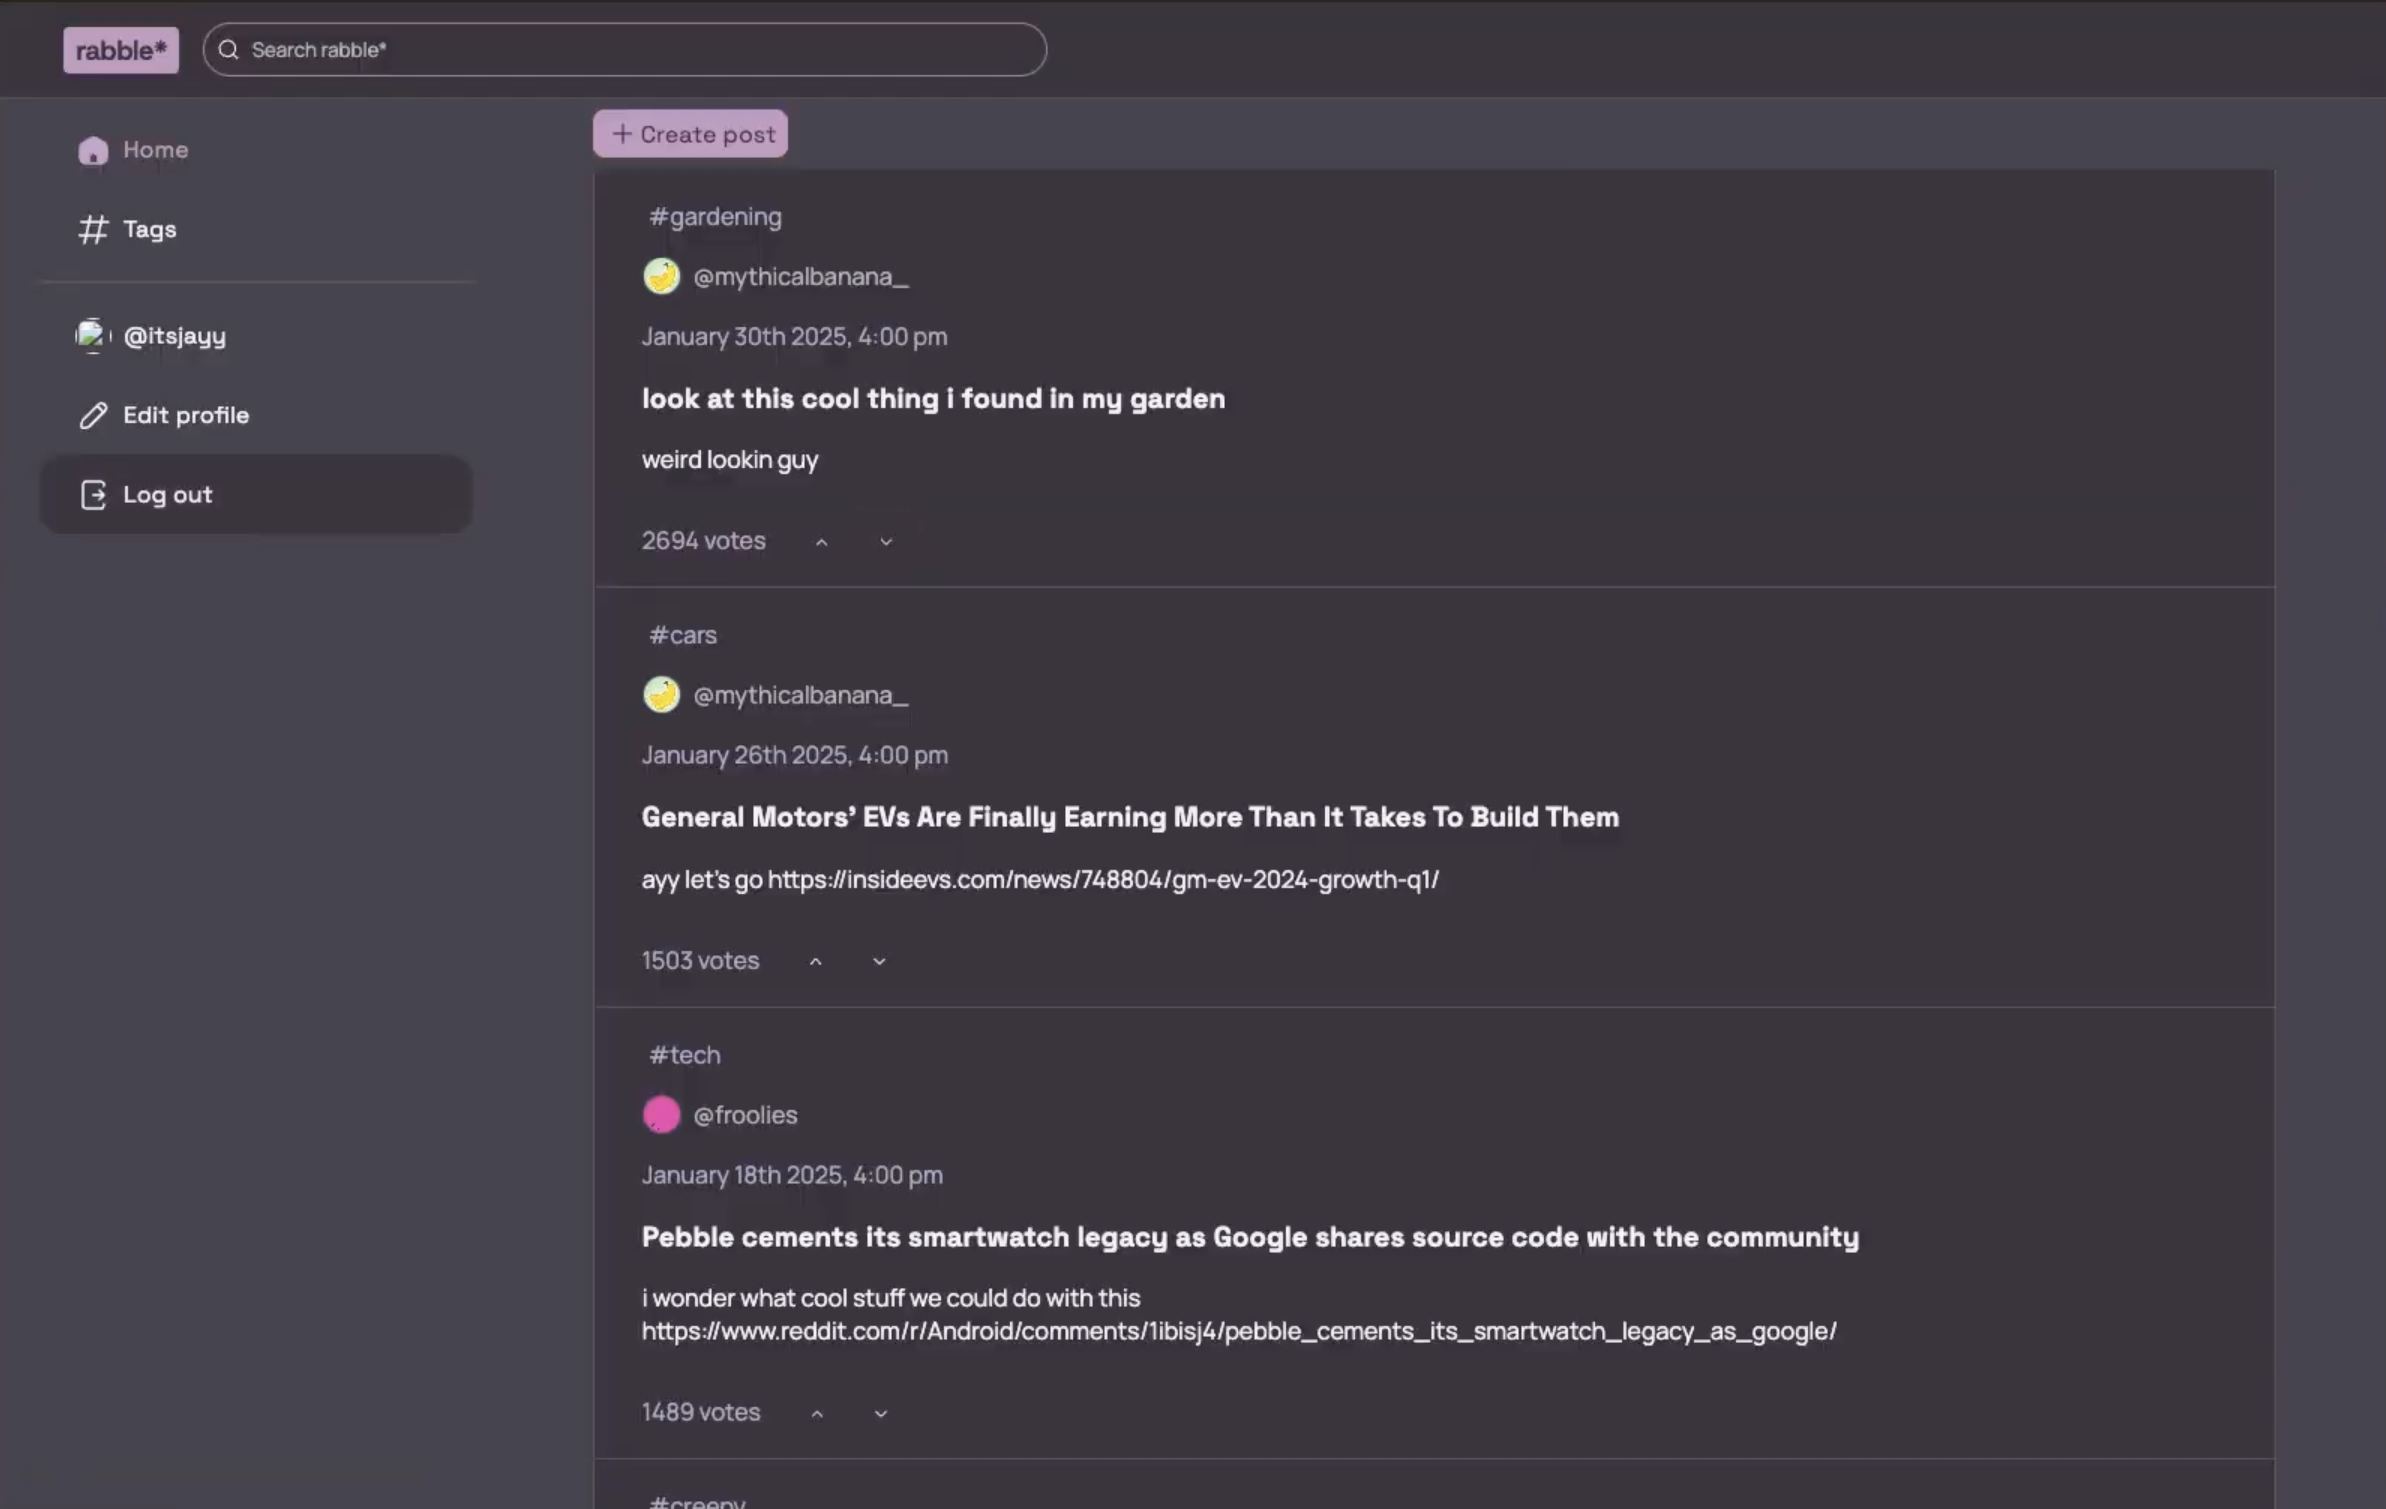 rabble*
Search rabble*
Home
Tags
@itsjayy
Edit profile
Log out
+ Create post
#gardening
@mythicalbanana_
January 30th 2025, 4:00 pm
look at this cool thing i found in my garden
weird lookin guy
2694 votes
#cars
@mythicalbanana_
January 26th 2025, 4:00 pm
General Motors’ EVs Are Finally Earning More Than It Takes To Build Them
ayy let’s go https://insideevs.com/news/748804/gm-ev-2024-growth-q1/
1503 votes
#tech
@froolies
January 18th 2025, 4:00 pm
Pebble cements its smartwatch legacy as Google shares source code with the community
i wonder what cool stuff we could do with this
https://www.reddit.com/r/Android/comments/1ibisj4/pebble_cements_its_smartwatch_legacy_as_google/
1489 votes
#creepy